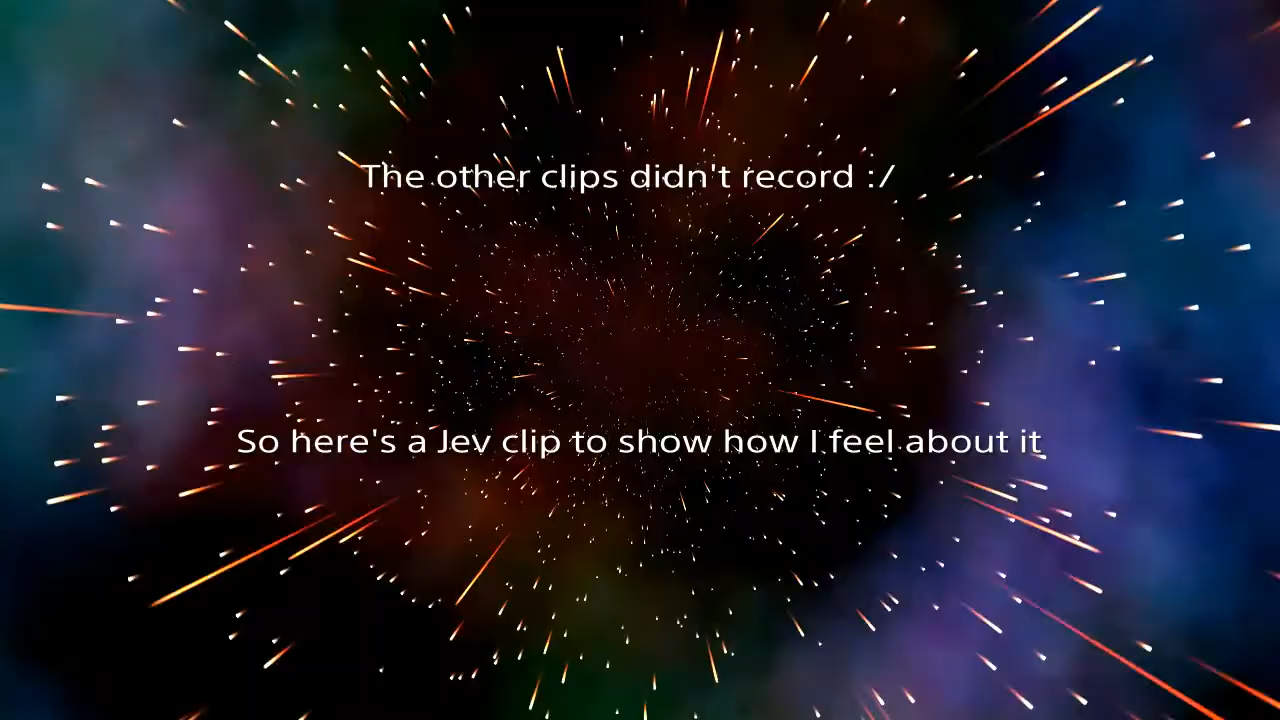 The other clips didn't record :/
So here's a Jev clip to show how I feel about it